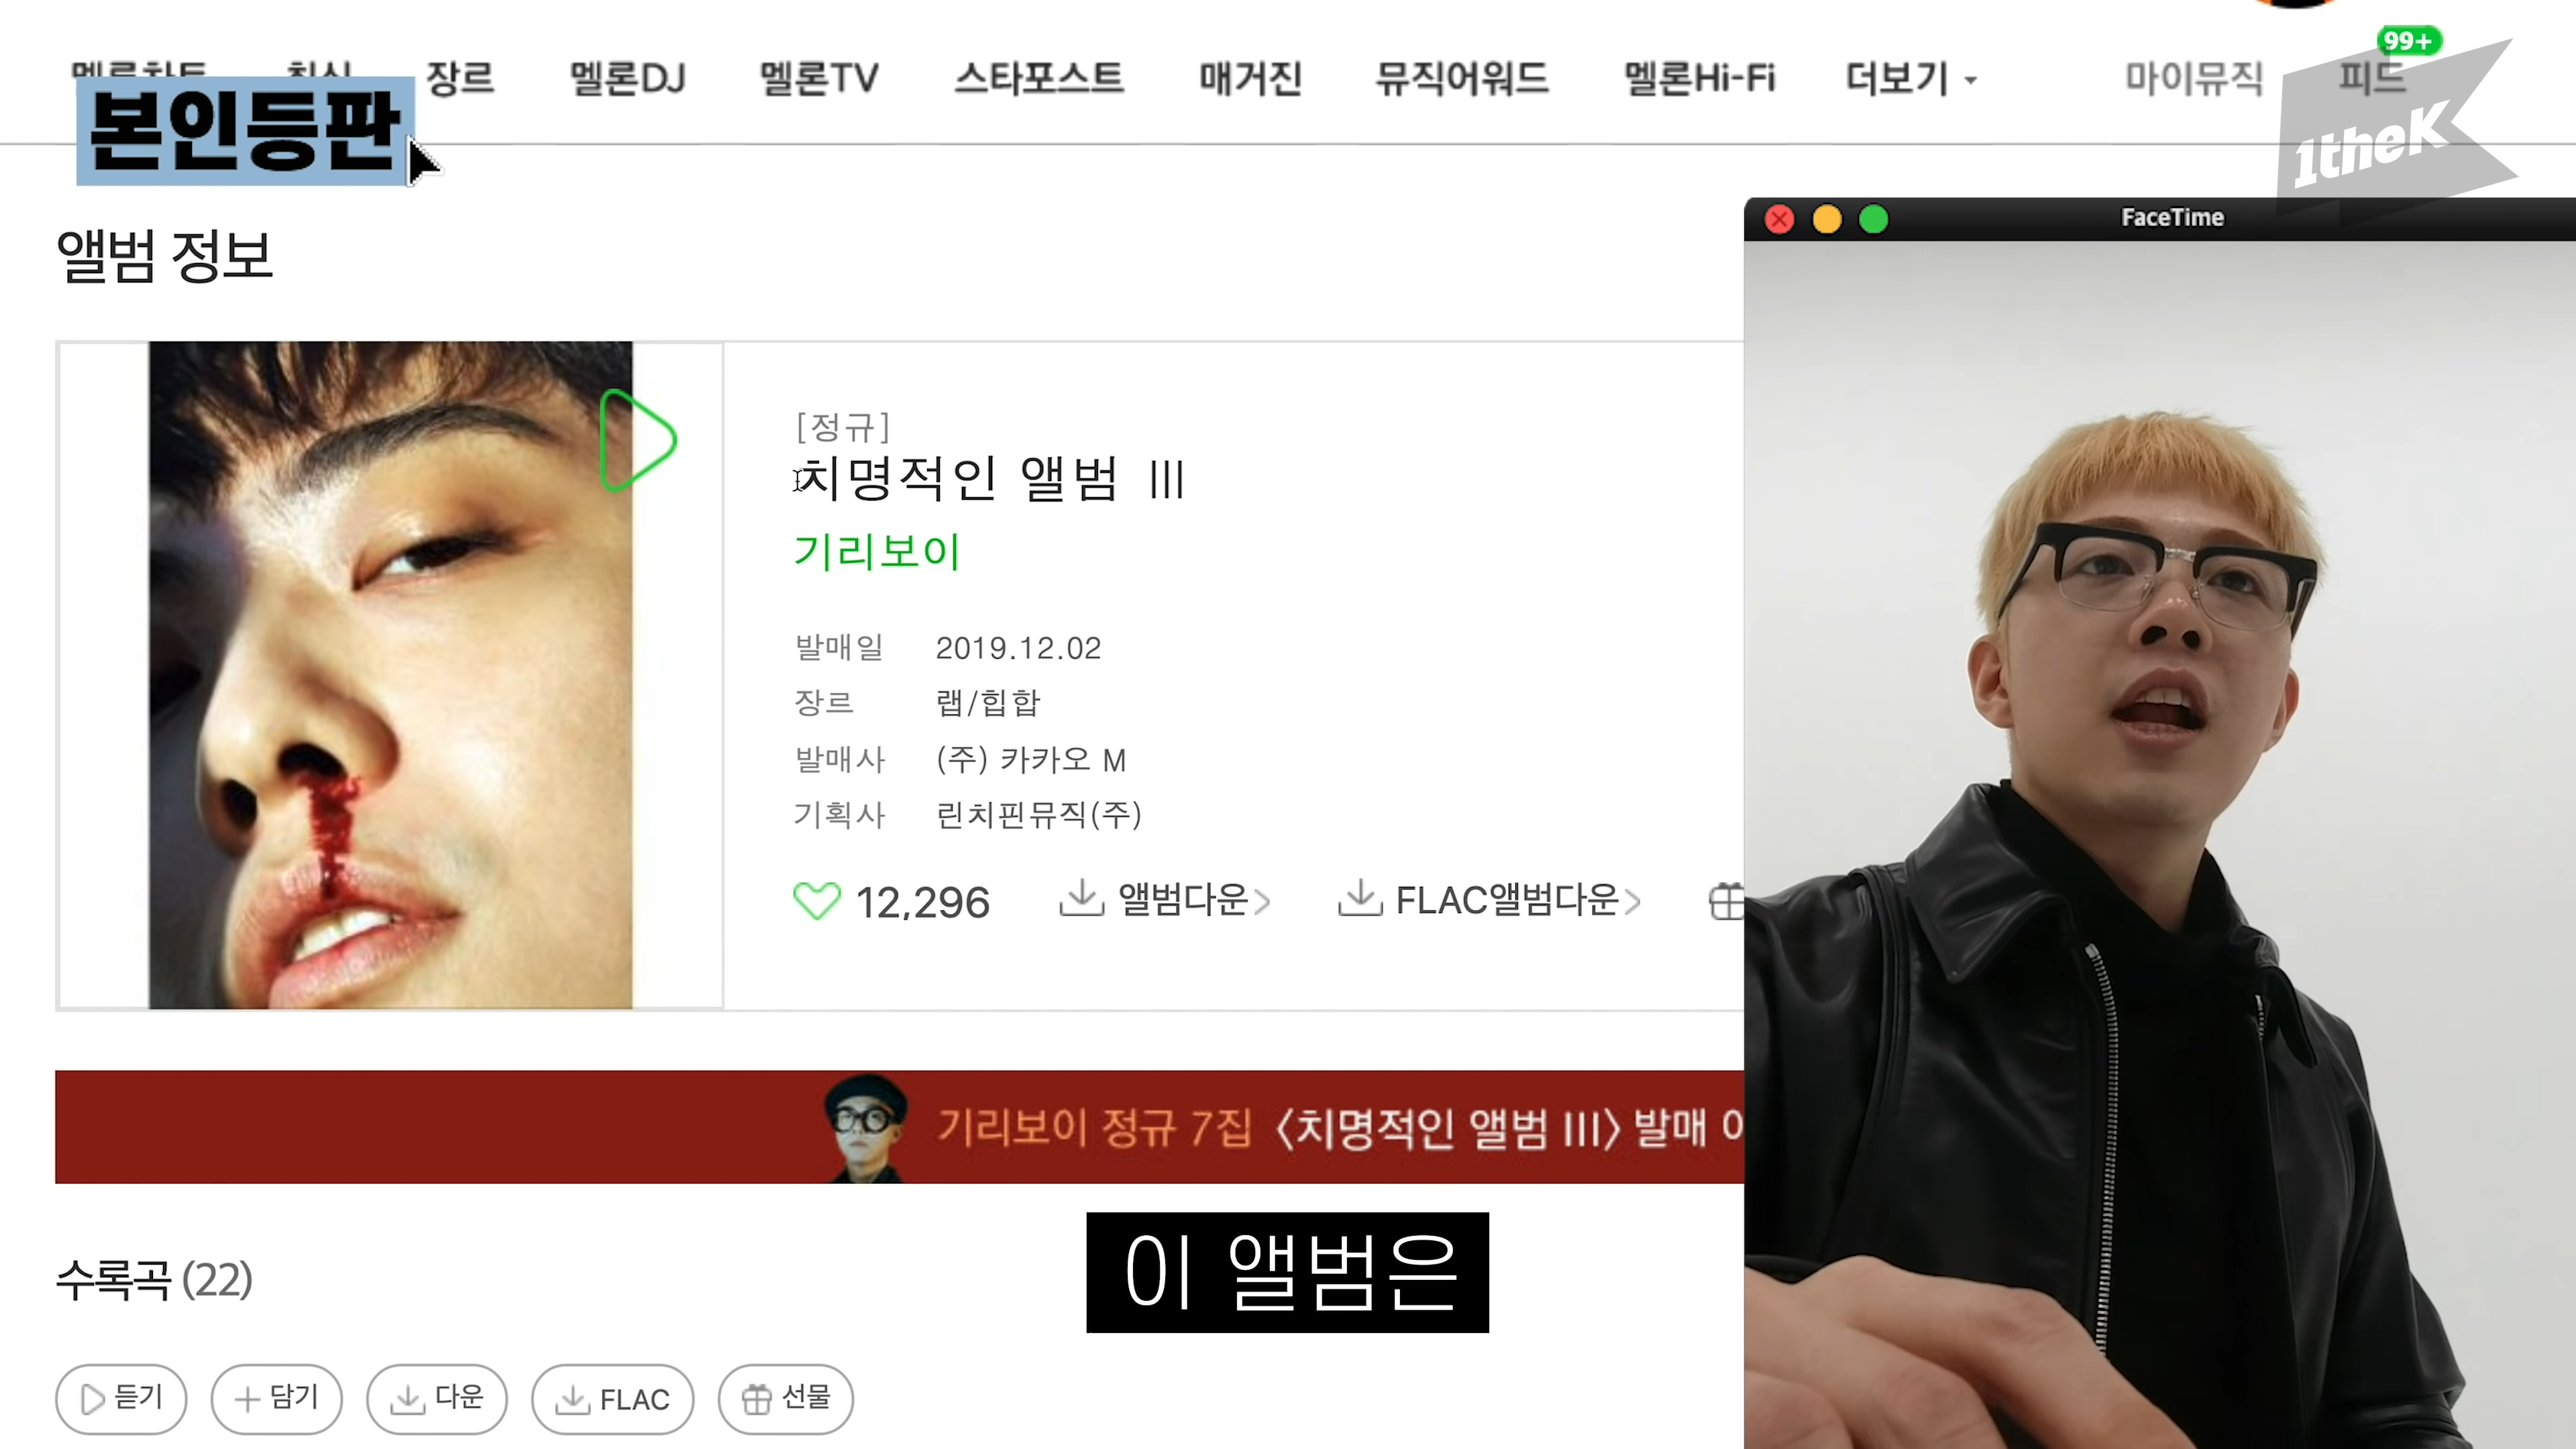 장르 멜론DJ 멜론TV 스타포스트 매거진 뮤직어워드 멜론Hi-Fi 더보기 마이뮤직 피드
99+
본인등판
1theK
FaceTime
앨범 정보
[정규]
치명적인 앨범 III
기리보이
발매일 2019.12.02
장르 랩/힙합
발매사 (주) 카카오 M
기획사 린치핀뮤직(주)
12,296 앨범다운 FLAC앨범다운
기리보이 정규 7집 <치명적인 앨범 III> 발매
이 앨범은
수록곡 (22)
듣기 담기 다운 FLAC 선물